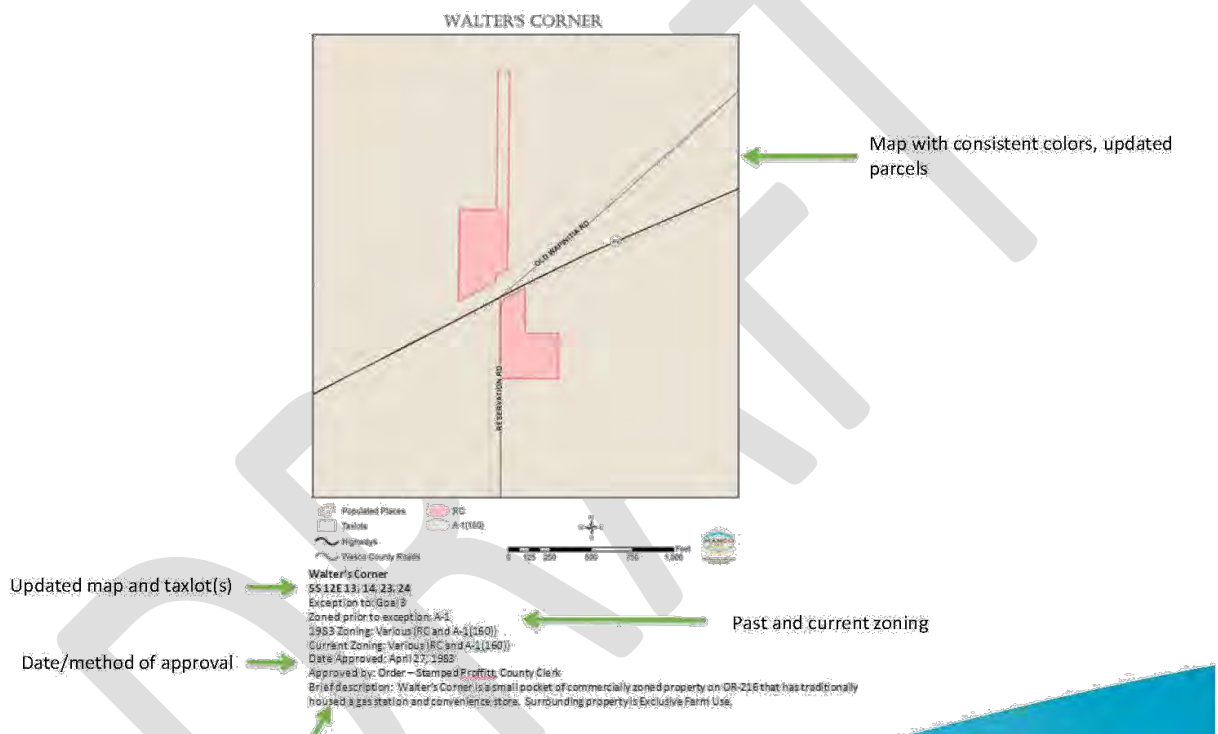 WALTER'S CORNER
Map with consistent colors, updated
parcels
OLD WAPINITIA RD
RESERVATION RD
Populated Places
Taxlots
Highways
Wasco County Roads
RC
A-1(160)
0 125 250 500 750 1,000
Feet
WASCO
Walter's Corner
5S 12E 13, 14, 23, 24
Exception to: Goal 3
Zoned prior to exception: A-1
1983 Zoning: Various (RC and A-1(160))
Current Zoning: Various (RC and A-1(160))
Date Approved: April 27, 1983
Approved by: Order – Stamped Proffitt, County Clerk
Brief description: Walter's Corner is a small pocket of commercially zoned property on OR-216 that has traditionally
housed a gas station and convenience store. Surrounding property is Exclusive Farm Use.
Updated map and taxlot(s)
Past and current zoning
Date/method of approval
DRAFT